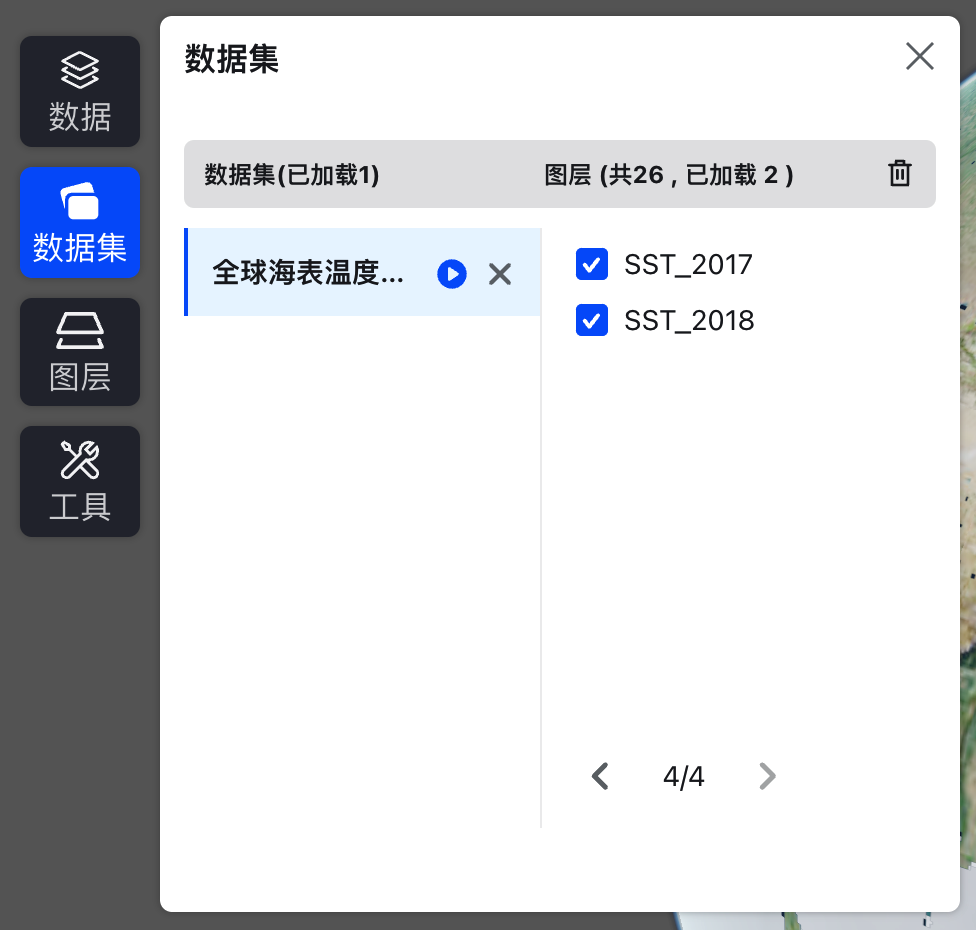 数据
数据集
图层
工具
数据集
数据集(已加载1)
图层 (共26 , 已加载 2 )
全球海表温度...
SST_2017
SST_2018
4/4